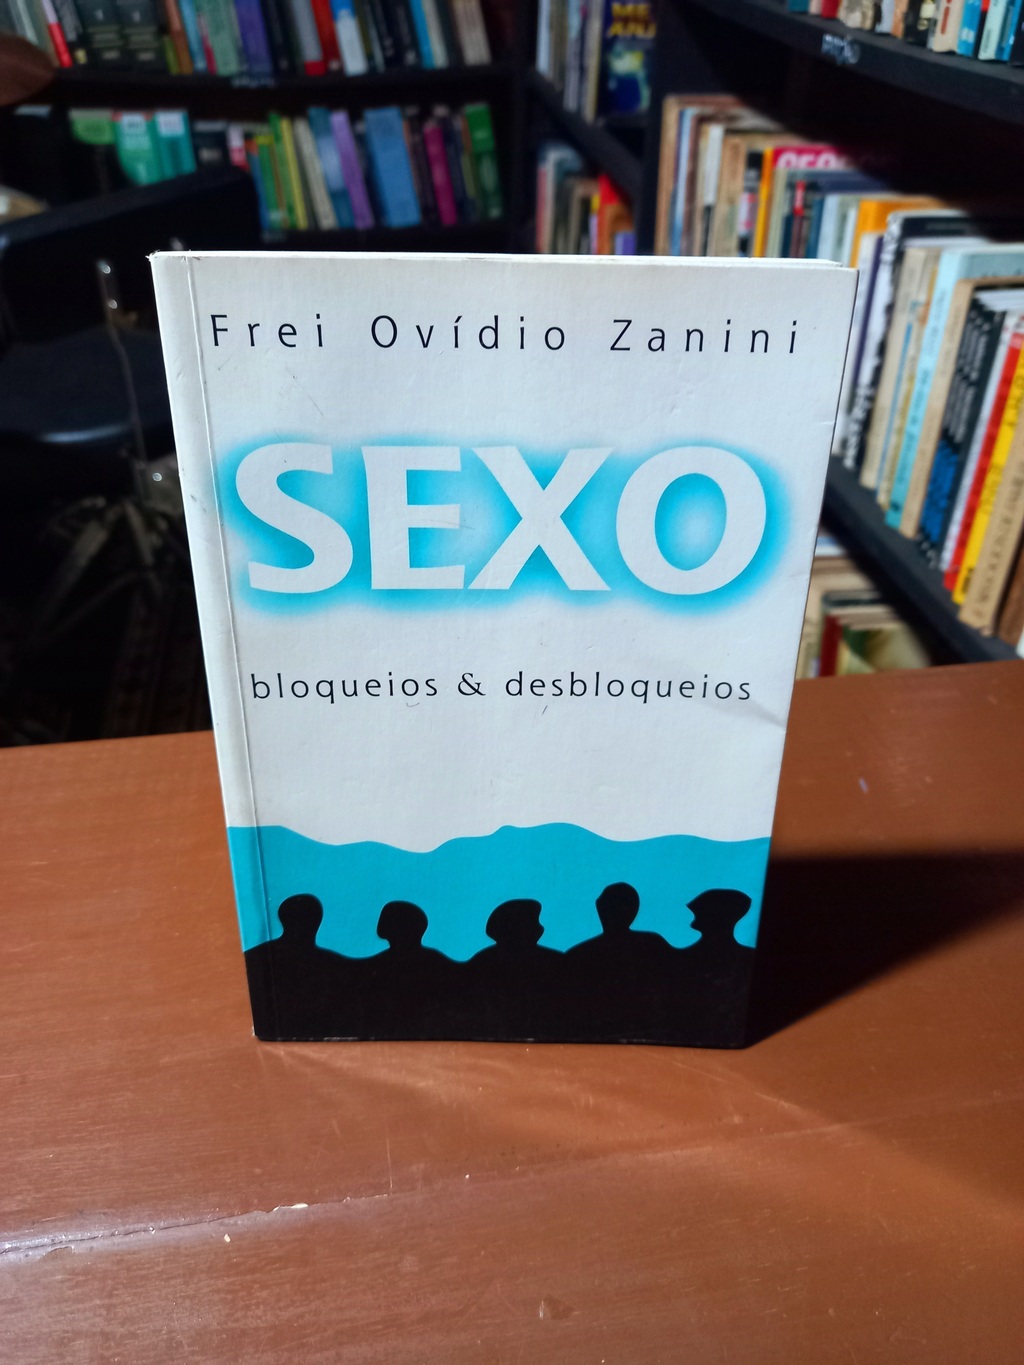 Frei Ovídio Zanini
SEXO
bloqueios & desbloqueios